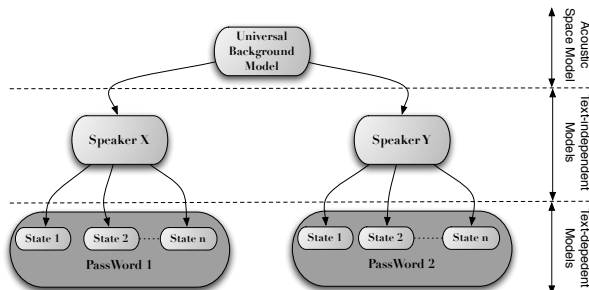 Universal
Background
Model
Acoustic
Space Model
Speaker X
Speaker Y
Text-independent
Models
State 1
State 2
State n
PassWord 1
State 1
State 2
State n
PassWord 2
Text-depedent
Models